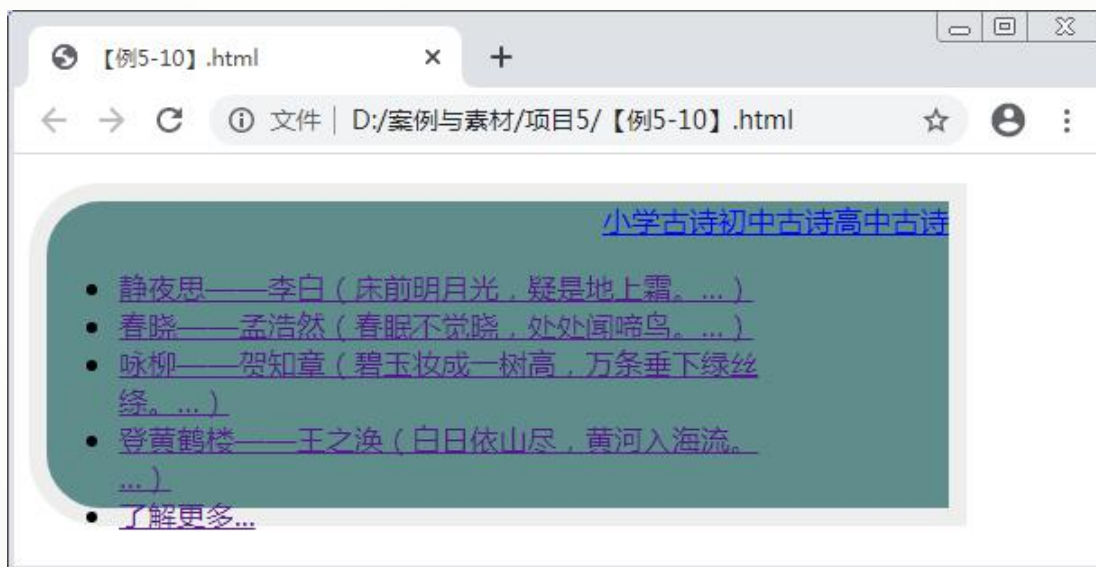 【例5-10】.html
文件 | D:/案例与素材/项目5/【例5-10】.html
小学古诗初中古诗高中古诗
静夜思——李白（床前明月光，疑是地上霜。...）
春晓——孟浩然（春眠不觉晓，处处闻啼鸟。...）
咏柳——贺知章（碧玉妆成一树高，万条垂下绿丝
绦。...）
登黄鹤楼——王之涣（白日依山尽，黄河入海流。
...）
了解更多...